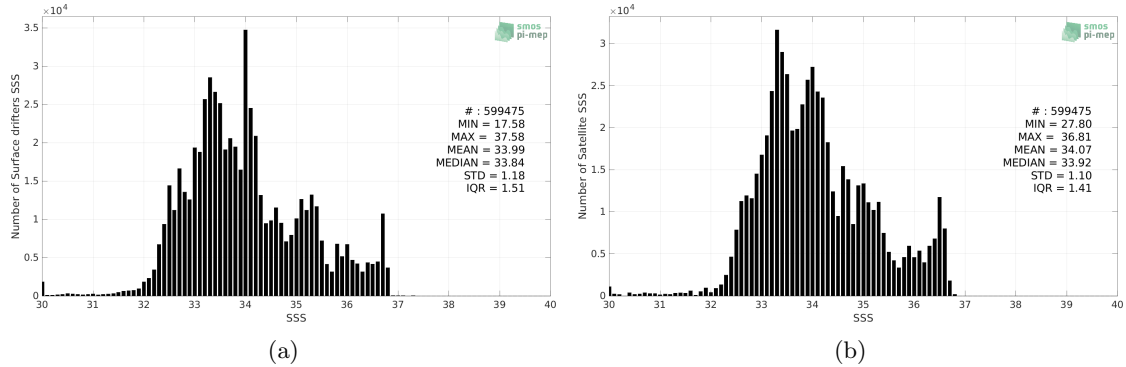 ×10⁴
3.5
3
2.5
2
1.5
1
0.5
0
30 31 32 33 34 35 36 37 38 39 40
SSS
Number of Surface drifters SSS
smos
pi-mep
# : 599475
MIN = 17.58
MAX = 37.58
MEAN = 33.99
MEDIAN = 33.84
STD = 1.18
IQR = 1.51
(a)
×10⁴
3
2.5
2
1.5
1
0.5
0
30 31 32 33 34 35 36 37 38 39 40
SSS
Number of Satellite SSS
smos
pi-mep
# : 599475
MIN = 27.80
MAX = 36.81
MEAN = 34.07
MEDIAN = 33.92
STD = 1.10
IQR = 1.41
(b)